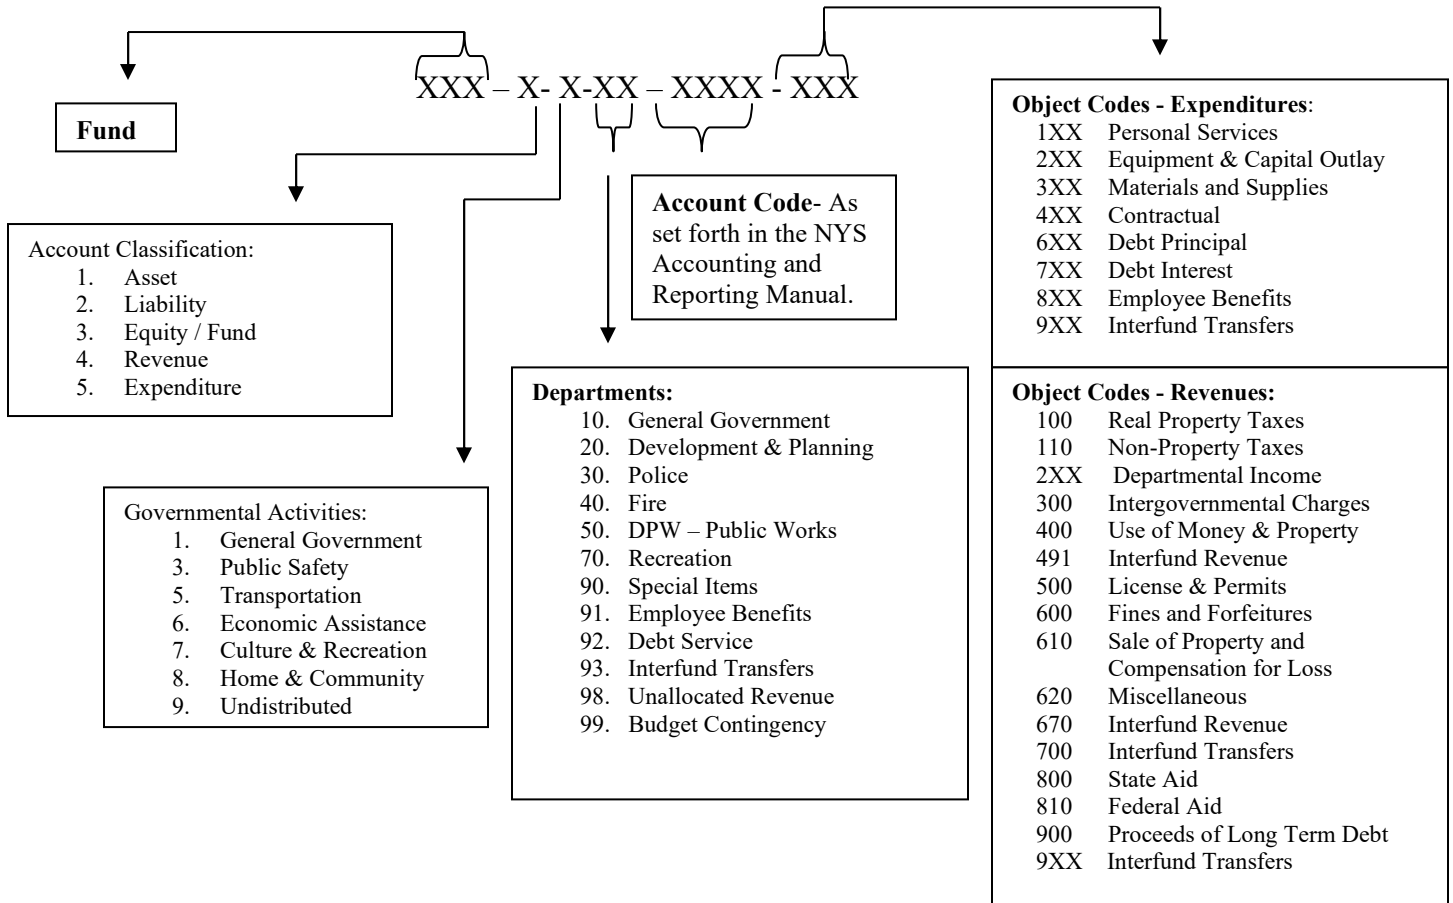 XXX – X- X-XX – XXXX - XXX
Fund
Account Classification:
1. Asset
2. Liability
3. Equity / Fund
4. Revenue
5. Expenditure
Governmental Activities:
1. General Government
3. Public Safety
5. Transportation
6. Economic Assistance
7. Culture & Recreation
8. Home & Community
9. Undistributed
Departments:
10. General Government
20. Development & Planning
30. Police
40. Fire
50. DPW – Public Works
70. Recreation
90. Special Items
91. Employee Benefits
92. Debt Service
93. Interfund Transfers
98. Unallocated Revenue
99. Budget Contingency
Account Code- As
set forth in the NYS
Accounting and
Reporting Manual.
Object Codes - Expenditures:
1XX Personal Services
2XX Equipment & Capital Outlay
3XX Materials and Supplies
4XX Contractual
6XX Debt Principal
7XX Debt Interest
8XX Employee Benefits
9XX Interfund Transfers
Object Codes - Revenues:
100 Real Property Taxes
110 Non-Property Taxes
2XX Departmental Income
300 Intergovernmental Charges
400 Use of Money & Property
491 Interfund Revenue
500 License & Permits
600 Fines and Forfeitures
610 Sale of Property and
Compensation for Loss
620 Miscellaneous
670 Interfund Revenue
700 Interfund Transfers
800 State Aid
810 Federal Aid
900 Proceeds of Long Term Debt
9XX Interfund Transfers